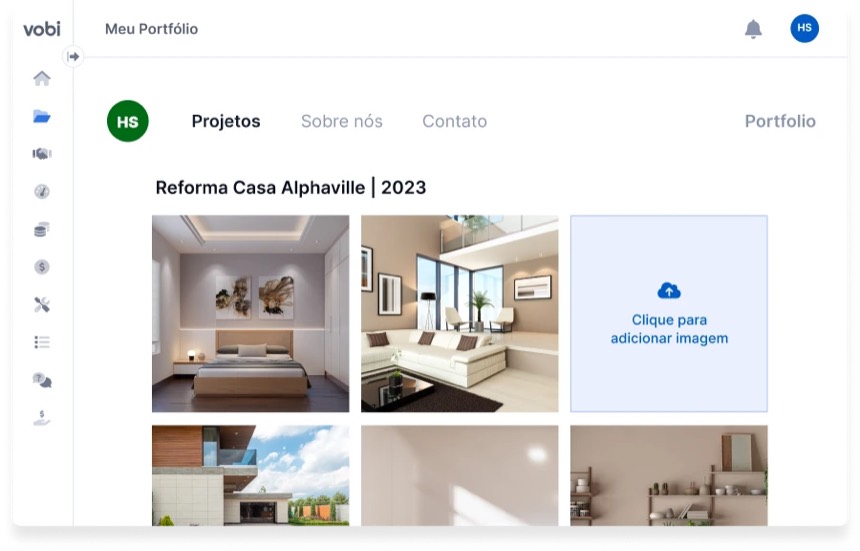 vobi
Meu Portfólio
HS
HS
Projetos
Sobre nós
Contato
Portfolio
Reforma Casa Alphaville | 2023
Clique para
adicionar imagem